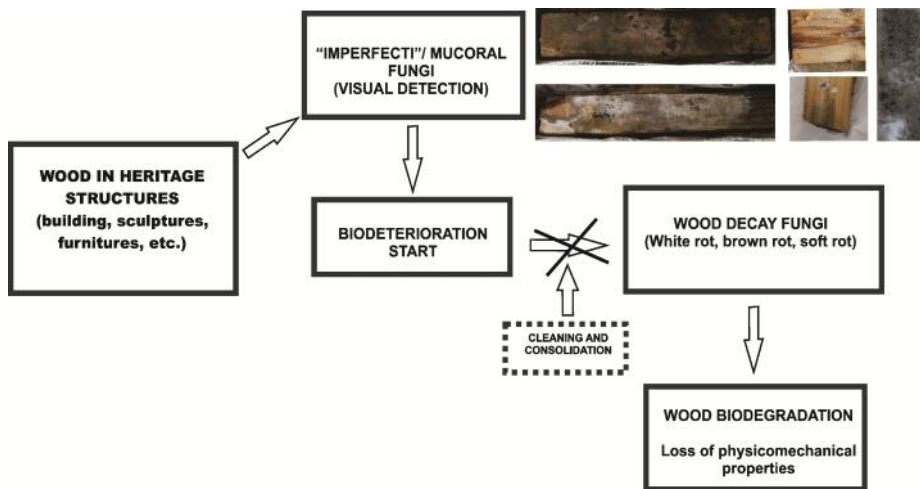 “IMPERFECTI”/ MUCORAL
FUNGI
(VISUAL DETECTION)
WOOD IN HERITAGE
STRUCTURES
(building, sculptures,
furnitures, etc.)
BIODETERIORATION
START
WOOD DECAY FUNGI
(White rot, brown rot, soft rot)
CLEANING AND
CONSOLIDATION
WOOD BIODEGRADATION
Loss of physicomechanical
properties